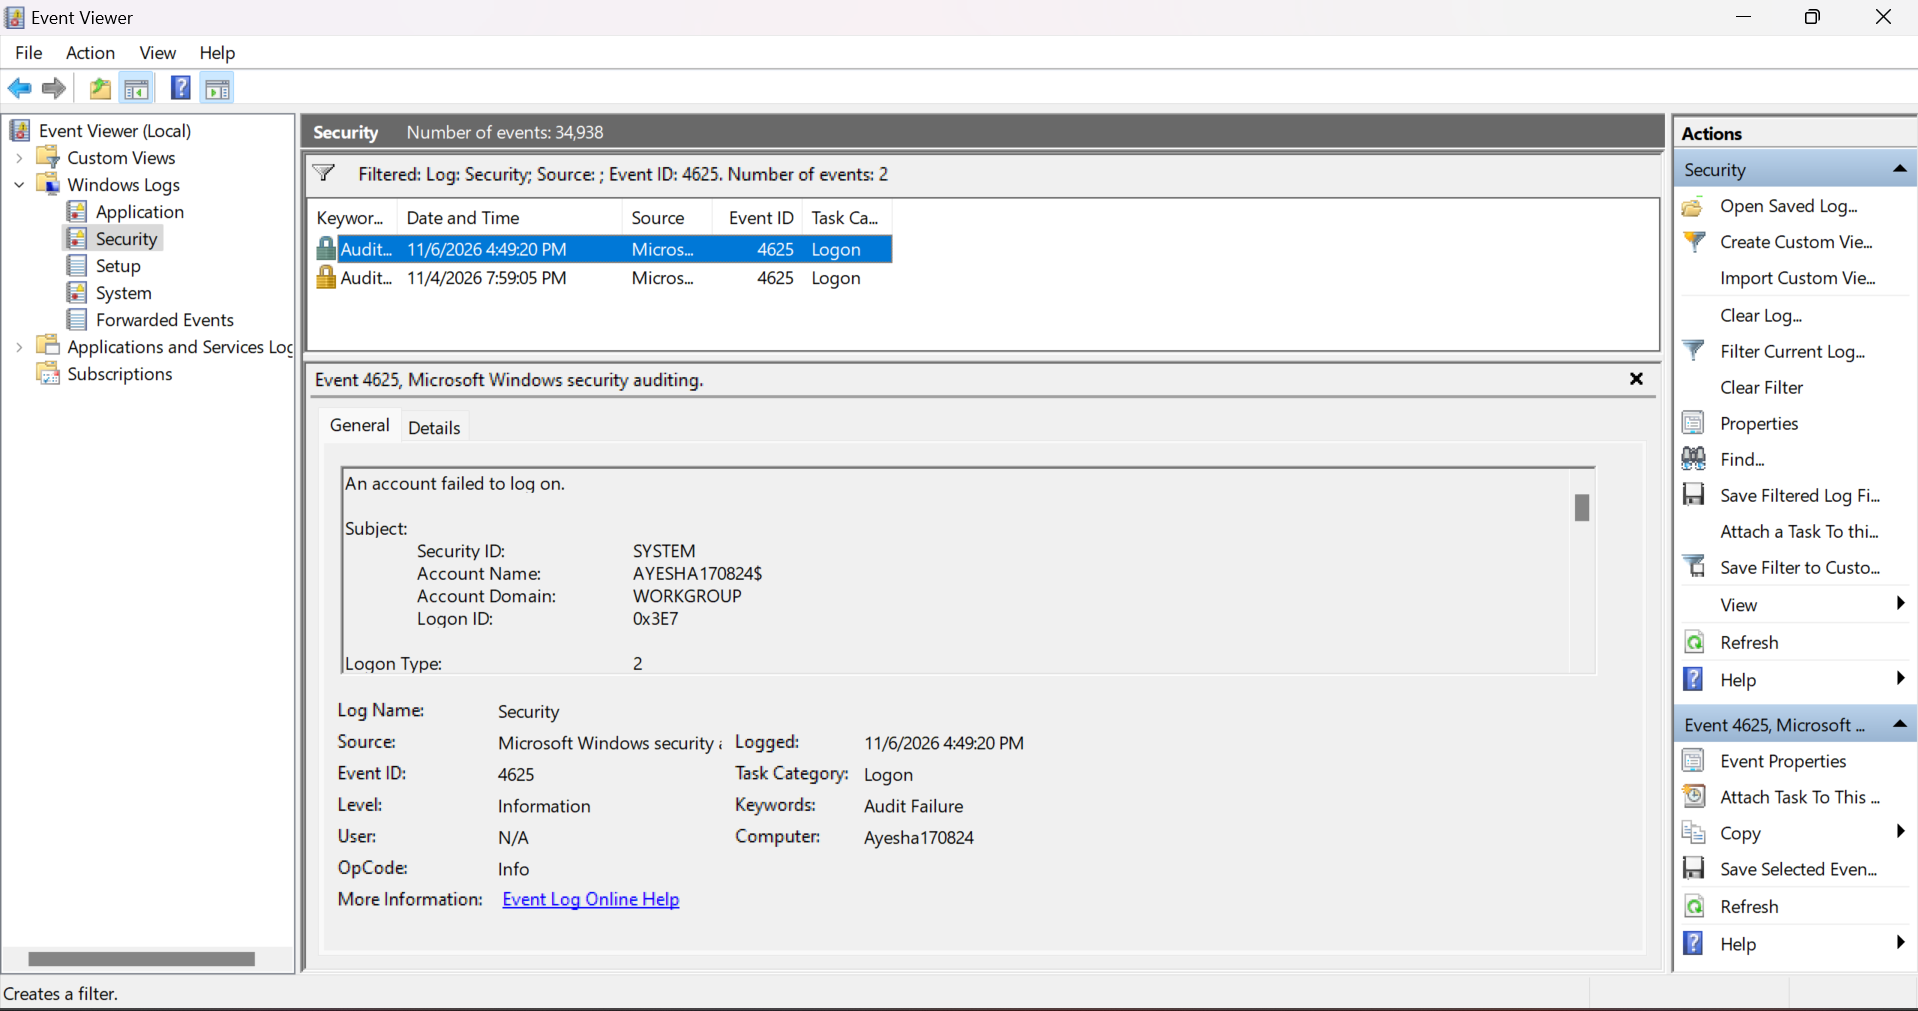 Event Viewer
File Action View Help
Event Viewer (Local)
Custom Views
Windows Logs
Application
Security
Setup
System
Forwarded Events
Applications and Services Log
Subscriptions
Security Number of events: 34,938
Filtered: Log: Security; Source: ; Event ID: 4625. Number of events: 2
Keywor... Date and Time Source Event ID Task Ca...
Audit... 11/6/2026 4:49:20 PM Micros... 4625 Logon
Audit... 11/4/2026 7:59:05 PM Micros... 4625 Logon
Event 4625, Microsoft Windows security auditing.
General Details
An account failed to log on.
Subject:
Security ID: SYSTEM
Account Name: AYESHA170824$
Account Domain: WORKGROUP
Logon ID: 0x3E7
Logon Type: 2
Log Name: Security
Source: Microsoft Windows security Logged: 11/6/2026 4:49:20 PM
Event ID: 4625 Task Category: Logon
Level: Information Keywords: Audit Failure
User: N/A Computer: Ayesha170824
OpCode: Info
More Information: Event Log Online Help
Actions
Security
Open Saved Log...
Create Custom Vie...
Import Custom Vie...
Clear Log...
Filter Current Log...
Clear Filter
Properties
Find...
Save Filtered Log Fi...
Attach a Task To thi...
Save Filter to Custo...
View
Refresh
Help
Event 4625, Microsoft ...
Event Properties
Attach Task To This ...
Copy
Save Selected Even...
Refresh
Help
Creates a filter.